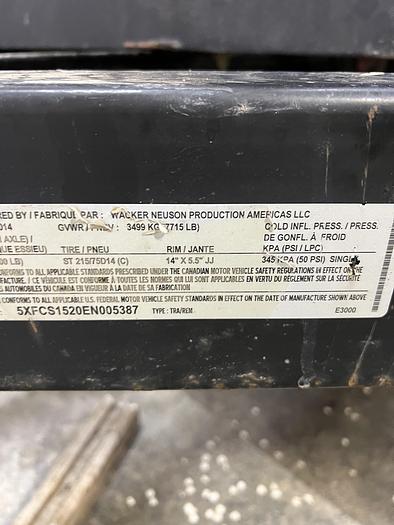 RED BY / FABRIQUÉ PAR : WACKER NEUSON PRODUCTION AMERICAS LLC
014 GVWR / PNBV : 3499 KG (7715 LB) COLD INFL. PRESS. / PRESS.
AXLE) / DE GONFL. À FROID
QUE ESSIEU) TIRE / PNEU RIM / JANTE KPA (PSI / LPC)
00 LB) ST 215/75D14 (C) 14" X 5.5" JJ 345 KPA (50 PSI) SINGLE
CONFORMS TO ALL APPLICABLE STANDARDS PRESCRIBED UNDER THE CANADIAN MOTOR VEHICLE SAFETY REGULATIONS IN EFFECT ON THE
FACTURE. / CE VÉHICULE EST CONFORME À TOUTES LES NORMES QUI LUI SONT APPLICABLES EN VERTU DU RÈGLEMENT SUR LA SÉCURITÉ
S AUTOMOBILES DU CANADA EN VIGUEUR À LA DATE DE SA FABRICATION
CONFORMS TO ALL APPLICABLE U.S. FEDERAL MOTOR VEHICLE STANDARDS IN EFFECT ON THE DATE OF MANUFACTURE SHOWN ABOVE
5XFCS1520EN005387 TYPE : TRA/REM E3000